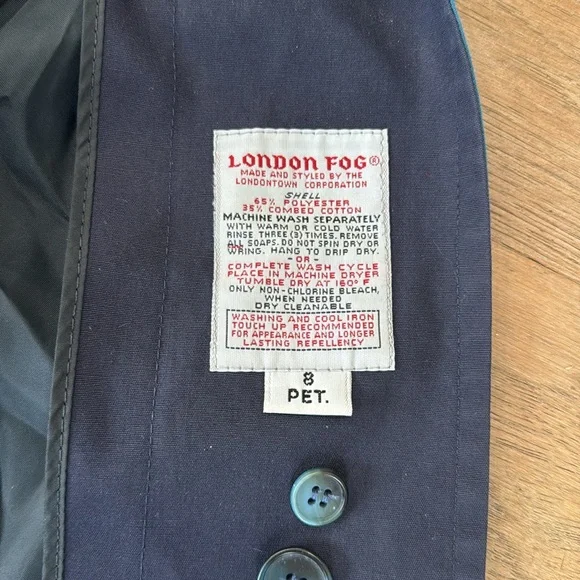 LONDON FOG®
MADE AND STYLED BY THE
LONDONTOWN CORPORATION
SHELL
65% POLYESTER
35% COMBED COTTON
MACHINE WASH SEPARATELY
WITH WARM OR COLD WATER
RINSE THREE (3) TIMES. REMOVE
ALL SOAPS. DO NOT SPIN DRY OR
WRING. HANG TO DRIP DRY.
-OR-
COMPLETE WASH CYCLE
PLACE IN MACHINE DRYER
TUMBLE DRY AT 160° F
ONLY NON-CHLORINE BLEACH,
WHEN NEEDED
DRY CLEANABLE
WASHING AND COOL IRON
TOUCH UP RECOMMENDED
FOR APPEARANCE AND LONGER
LASTING REPELLENCY
8
PET.